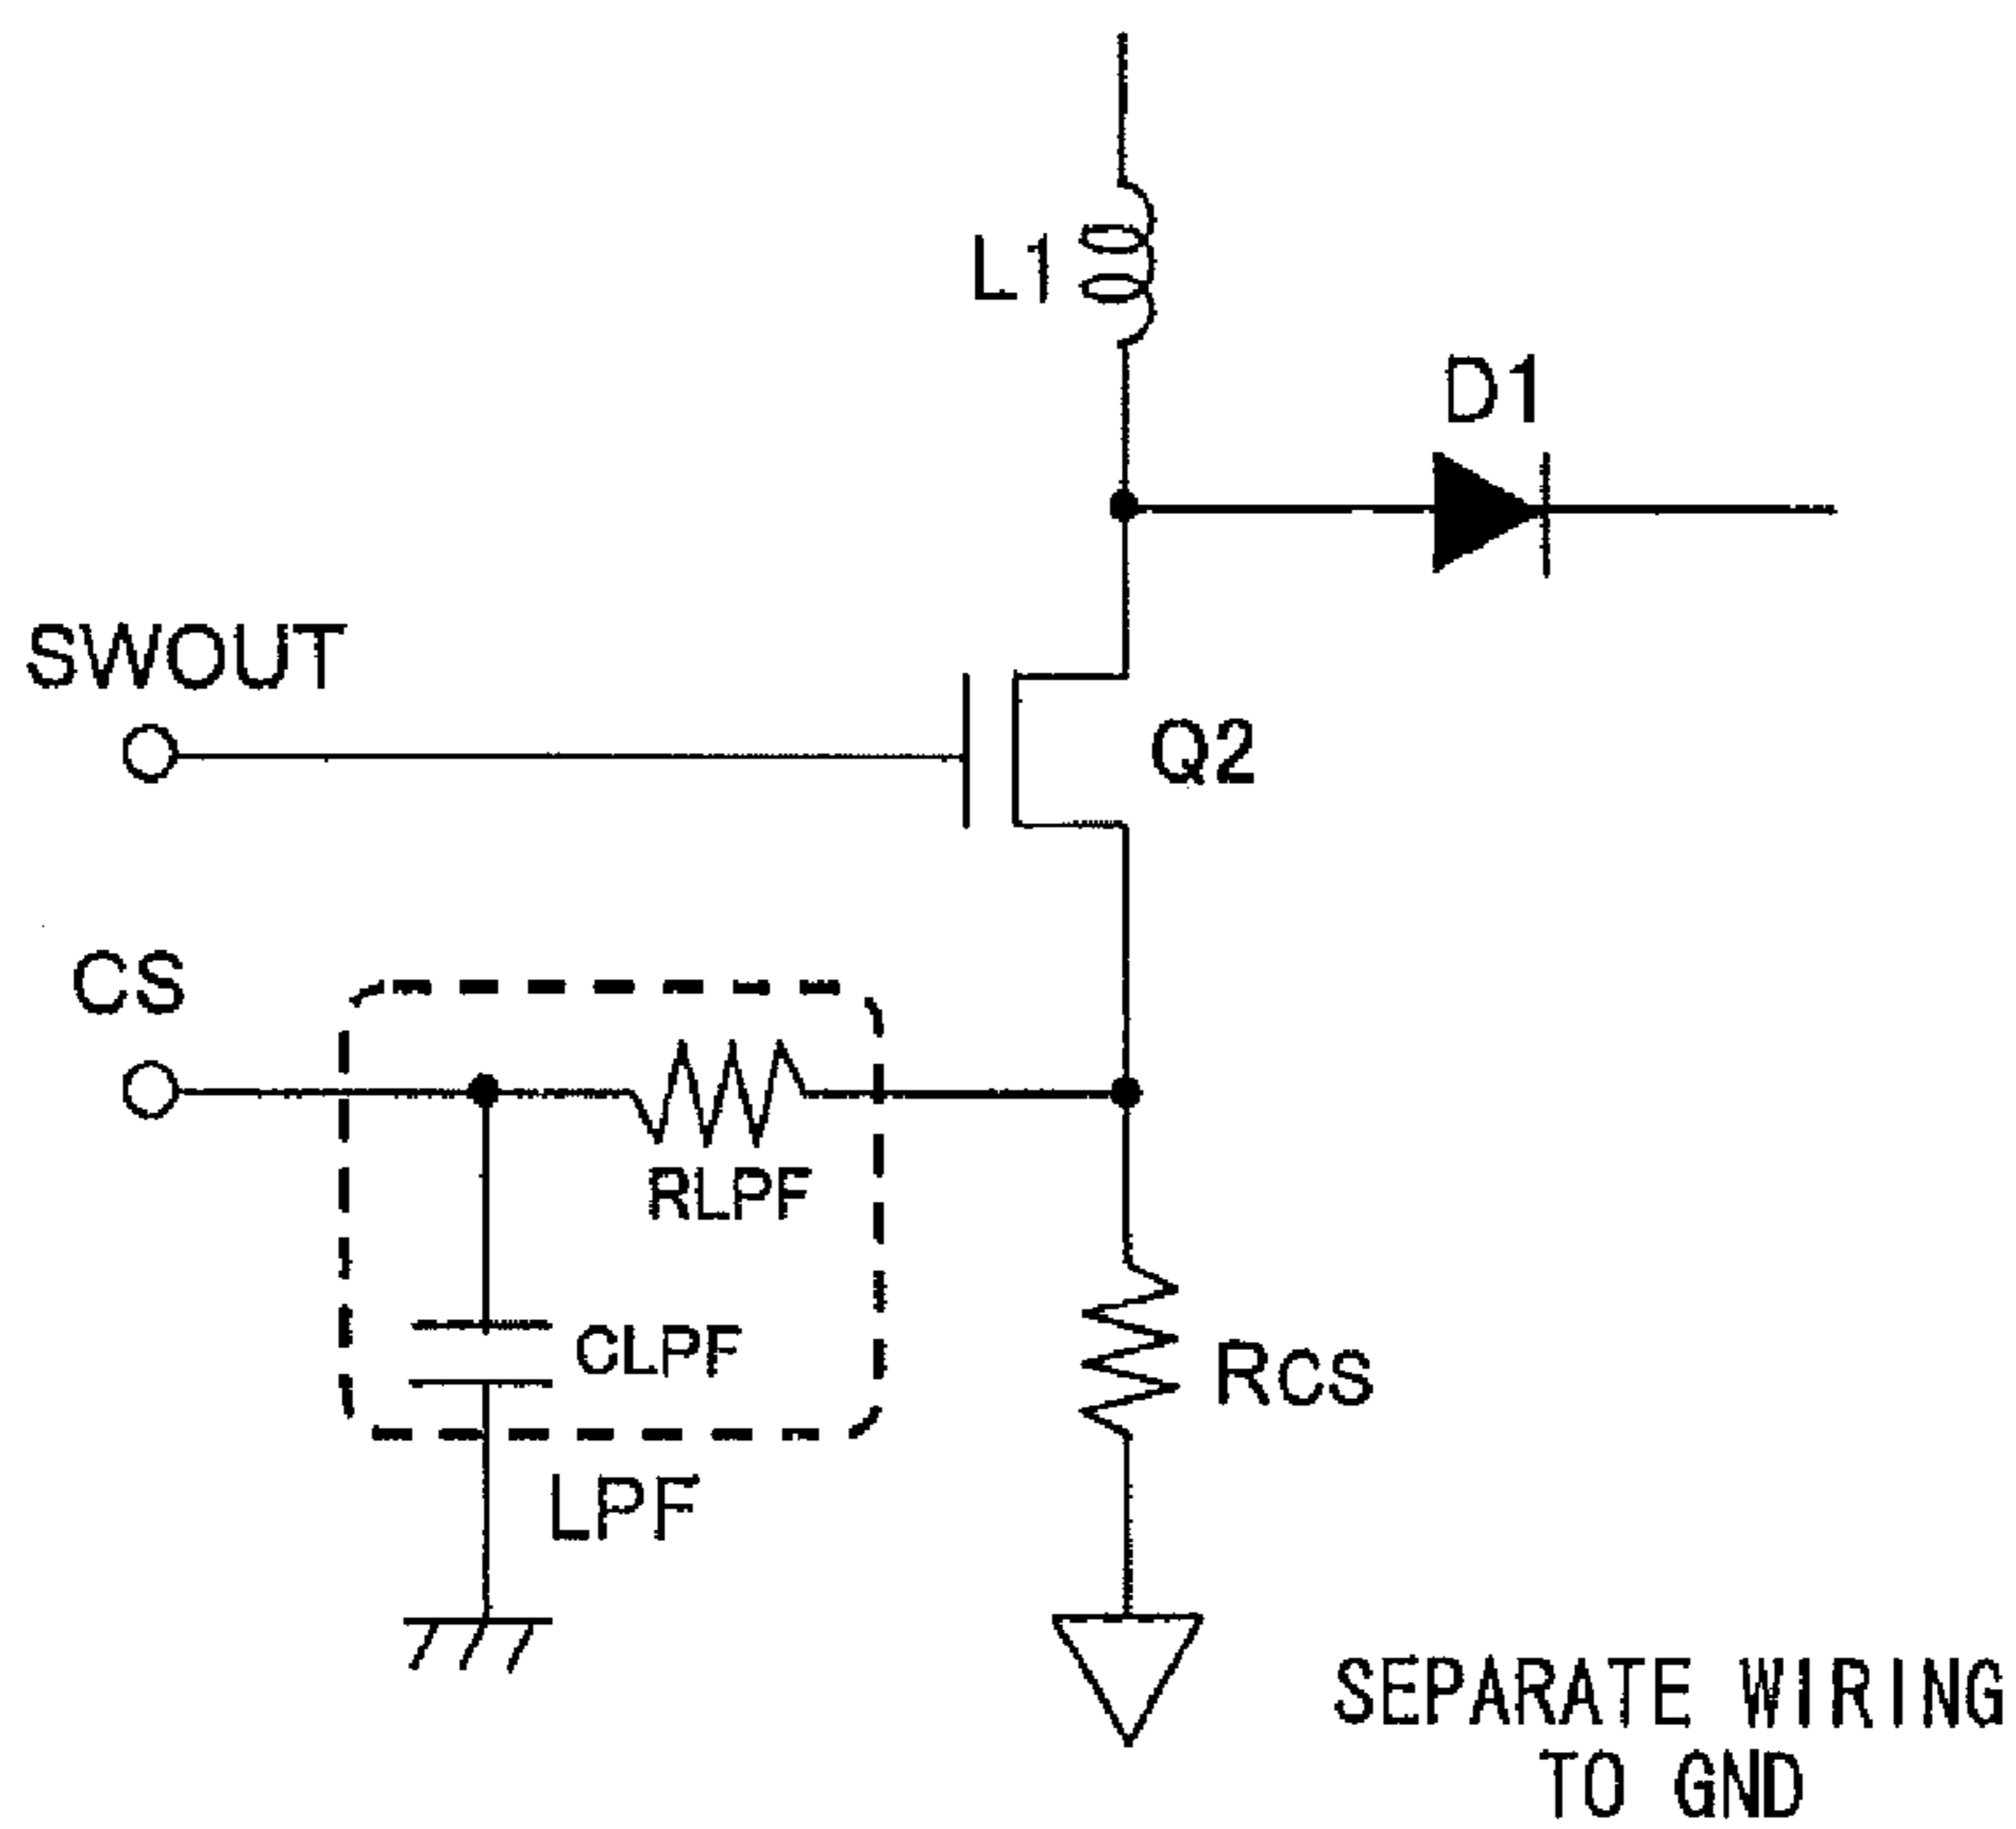 L1
D1
SWOUT
Q2
CS
RLPF
CLPF
RCS
LPF
SEPARATE WIRING
TO GND